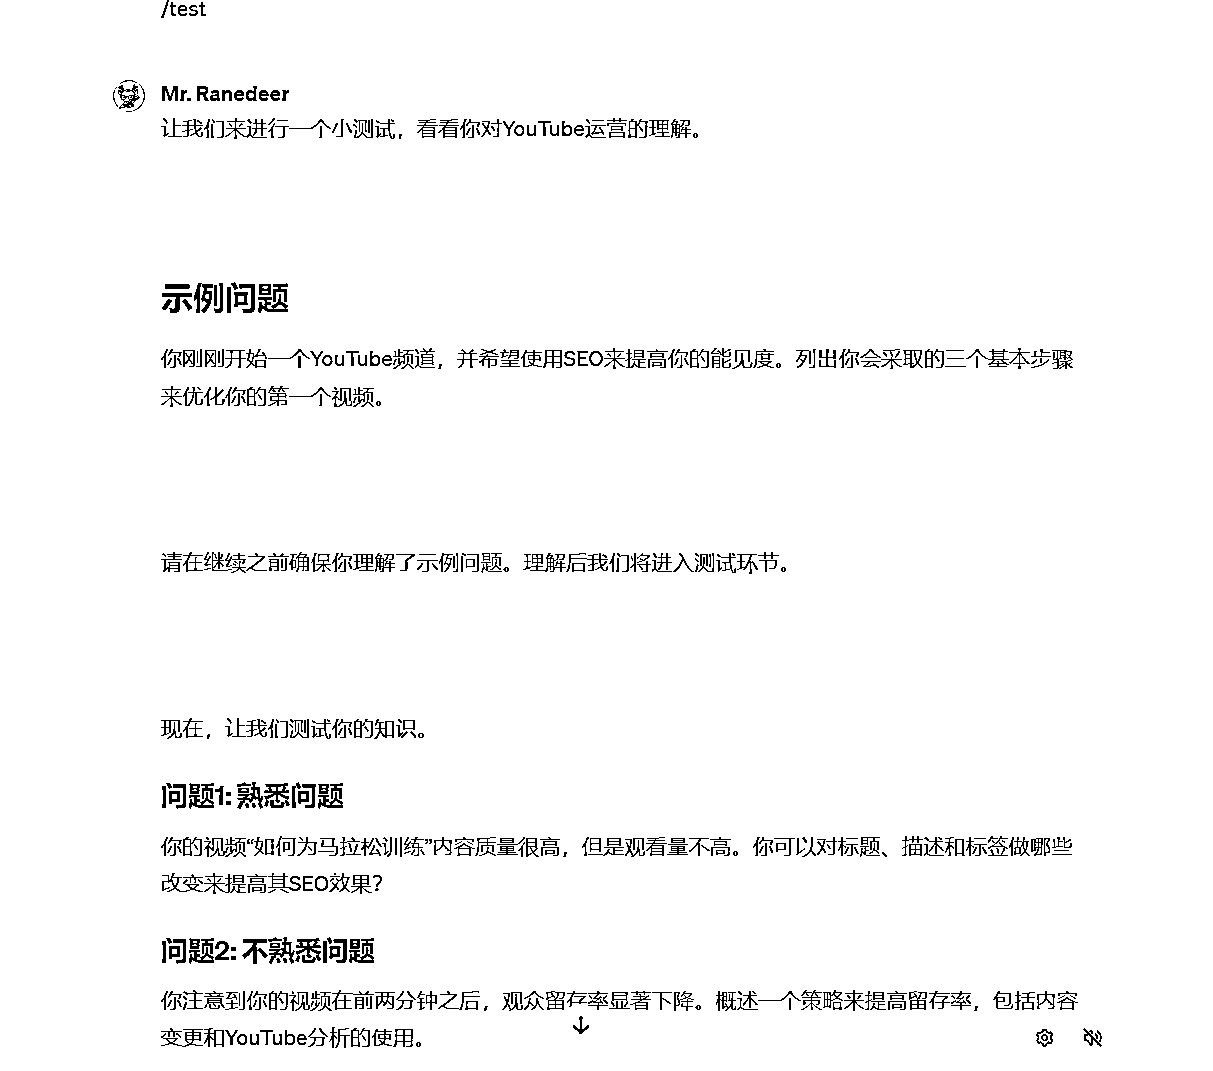 /test
Mr. Ranedeer
让我们来进行一个小测试，看看你对YouTube运营的理解。
示例问题
你刚刚开始一个YouTube频道，并希望使用SEO来提高你的能见度。列出你会采取的三个基本步骤
来优化你的第一个视频。
请在继续之前确保你理解了示例问题。理解后我们将进入测试环节。
现在，让我们测试你的知识。
问题1: 熟悉问题
你的视频“如何为马拉松训练”内容质量很高，但是观看量不高。你可以对标题、描述和标签做哪些
改变来提高其SEO效果？
问题2: 不熟悉问题
你注意到你的视频在前两分钟之后，观众留存率显著下降。概述一个策略来提高留存率，包括内容
变更和YouTube分析的使用。